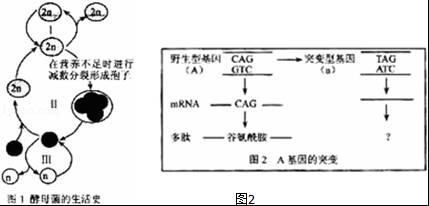 2n
2n
I
2n
在营养不足时进行
减数分裂形成孢子
2n
II
III
n
n
图1 酵母菌的生活史
野生型基因 CAG 突变型基因 TAG
(A) GTC (a) ATC
mRNA CAG
多肽 谷氨酰胺 ?
图2 A基因的突变
图2